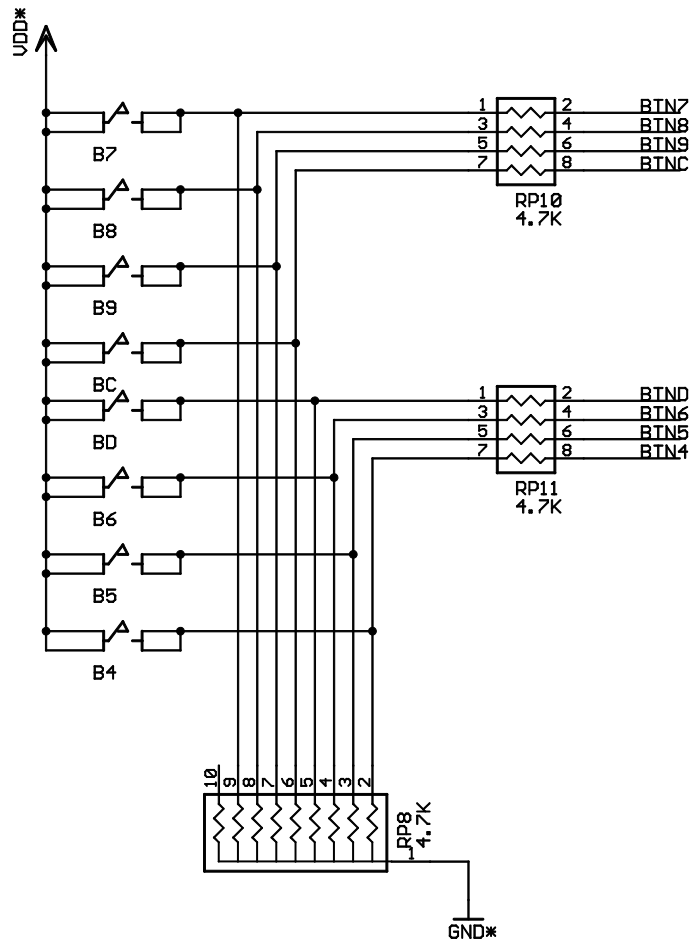 VDD*
1 2 BTN7
3 4 BTN8
5 6 BTN9
7 8 BTNC
RP10
4.7K
B7
B8
B9
BC
BD
B6
B5
B4
1 2 BTND
3 4 BTN6
5 6 BTN5
7 8 BTN4
RP11
4.7K
10 9 8 7 6 5 4 3 2
RP8
4.7K
1
GND*